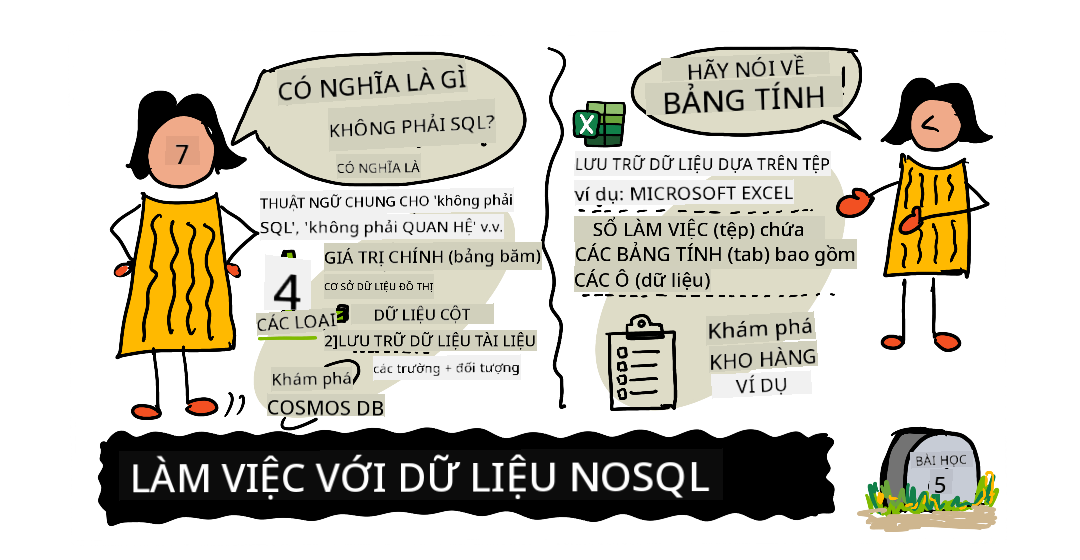 CÓ NGHĨA LÀ GÌ
KHÔNG PHẢI SQL?
CÓ NGHĨA LÀ
7
THUẬT NGỮ CHUNG CHO 'không phải
SQL', 'không phải QUAN HỆ' v.v.
GIÁ TRỊ CHÍNH (bảng băm)
4
CÁC LOẠI
CƠ SỞ DỮ LIỆU ĐỒ THỊ
3
DỮ LIỆU CỘT
2]LƯU TRỮ DỮ LIỆU TÀI LIỆU
các trường + đối tượng
Khám phá
COSMOS DB
HÃY NÓI VỀ
BẢNG TÍNH !
X
LƯU TRỮ DỮ LIỆU DỰA TRÊN TỆP
ví dụ: MICROSOFT EXCEL
SỔ LÀM VIỆC (tệp) chứa
CÁC BẢNG TÍNH (tab) bao gồm
CÁC Ô (dữ liệu)
Khám phá
KHO HÀNG
VÍ DỤ
LÀM VIỆC VỚI DỮ LIỆU NOSQL
BÀI HỌC
5